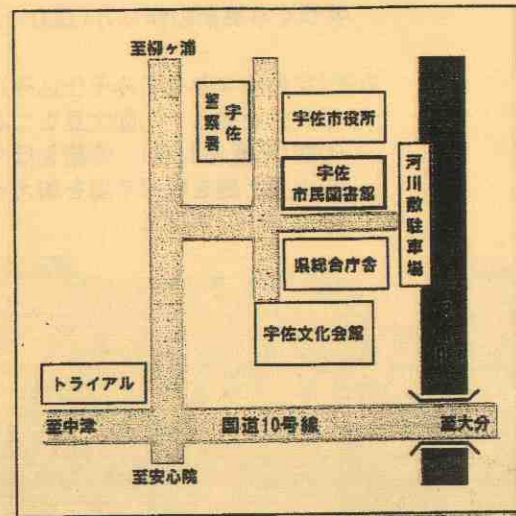 至柳ヶ浦
宇佐
警察署
宇佐市役所
宇佐
市民図書館
河川敷駐車場
県総合庁舎
宇佐文化会館
トライアル
至中津
国道10号線
至大分
至安心院